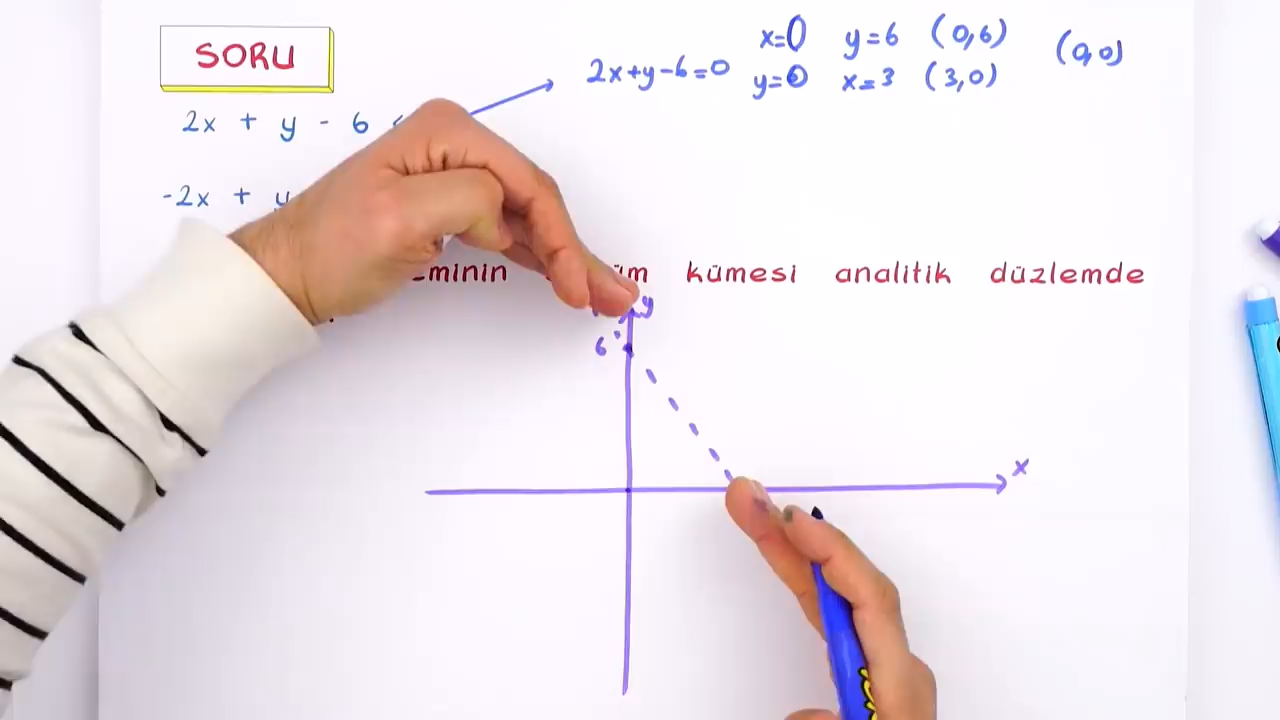 SORU
x=0 y=6 (0,6) (0,0)
2x+y-6=0 y=0 x=3 (3,0)
2x + y - 6
-2x + y
kümesi analitik düzlemde
y
6
x